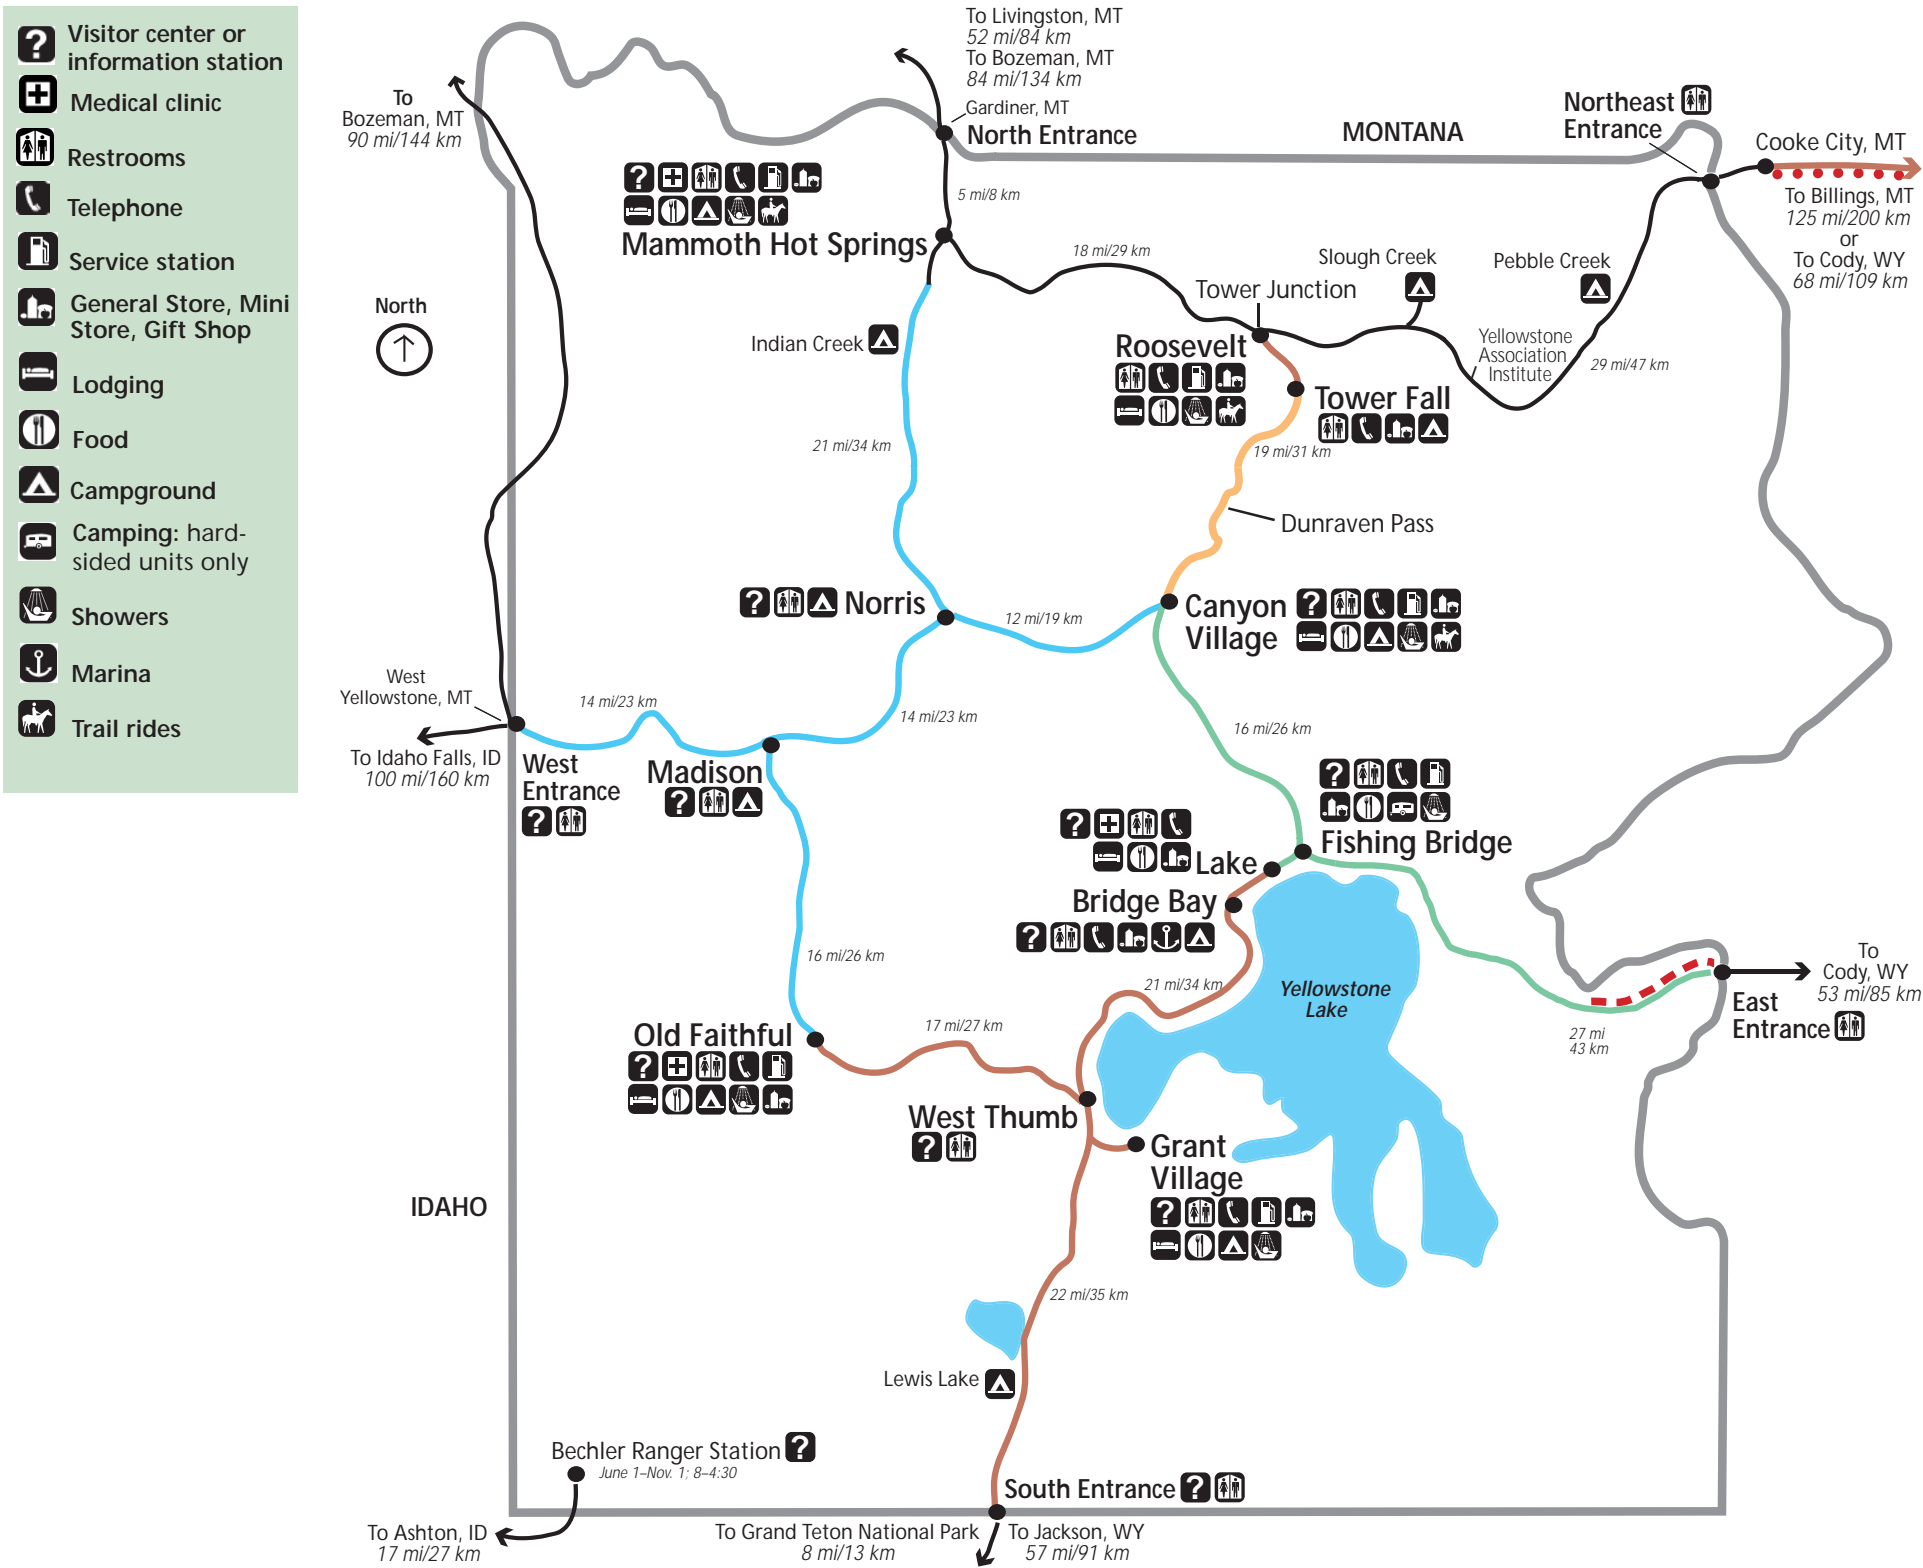 Visitor center or
information station
Medical clinic
Restrooms
Telephone
Service station
General Store, Mini
Store, Gift Shop
Lodging
Food
Campground
Camping: hard-
sided units only
Showers
Marina
Trail rides
To Livingston, MT
52 mi/84 km
To Bozeman, MT
84 mi/134 km
Gardiner, MT
North Entrance
MONTANA
Northeast
Entrance
Cooke City, MT
To Billings, MT
125 mi/200 km
or
To Cody, WY
68 mi/109 km
To
Bozeman, MT
90 mi/144 km
North
5 mi/8 km
Mammoth Hot Springs
18 mi/29 km
Slough Creek
Pebble Creek
Tower Junction
Indian Creek
Roosevelt
Yellowstone
Association
Institute
29 mi/47 km
Tower Fall
21 mi/34 km
19 mi/31 km
Dunraven Pass
Norris
12 mi/19 km
Canyon
Village
West
Yellowstone, MT
14 mi/23 km
14 mi/23 km
16 mi/26 km
To Idaho Falls, ID
100 mi/160 km
West
Entrance
Madison
Fishing Bridge
Lake
Bridge Bay
16 mi/26 km
21 mi/34 km
Yellowstone
Lake
To
Cody, WY
53 mi/85 km
East
Entrance
27 mi
43 km
Old Faithful
17 mi/27 km
West Thumb
Grant
Village
IDAHO
22 mi/35 km
Lewis Lake
Bechler Ranger Station
June 1–Nov. 1; 8–4:30
South Entrance
To Ashton, ID
17 mi/27 km
To Grand Teton National Park
8 mi/13 km
To Jackson, WY
57 mi/91 km